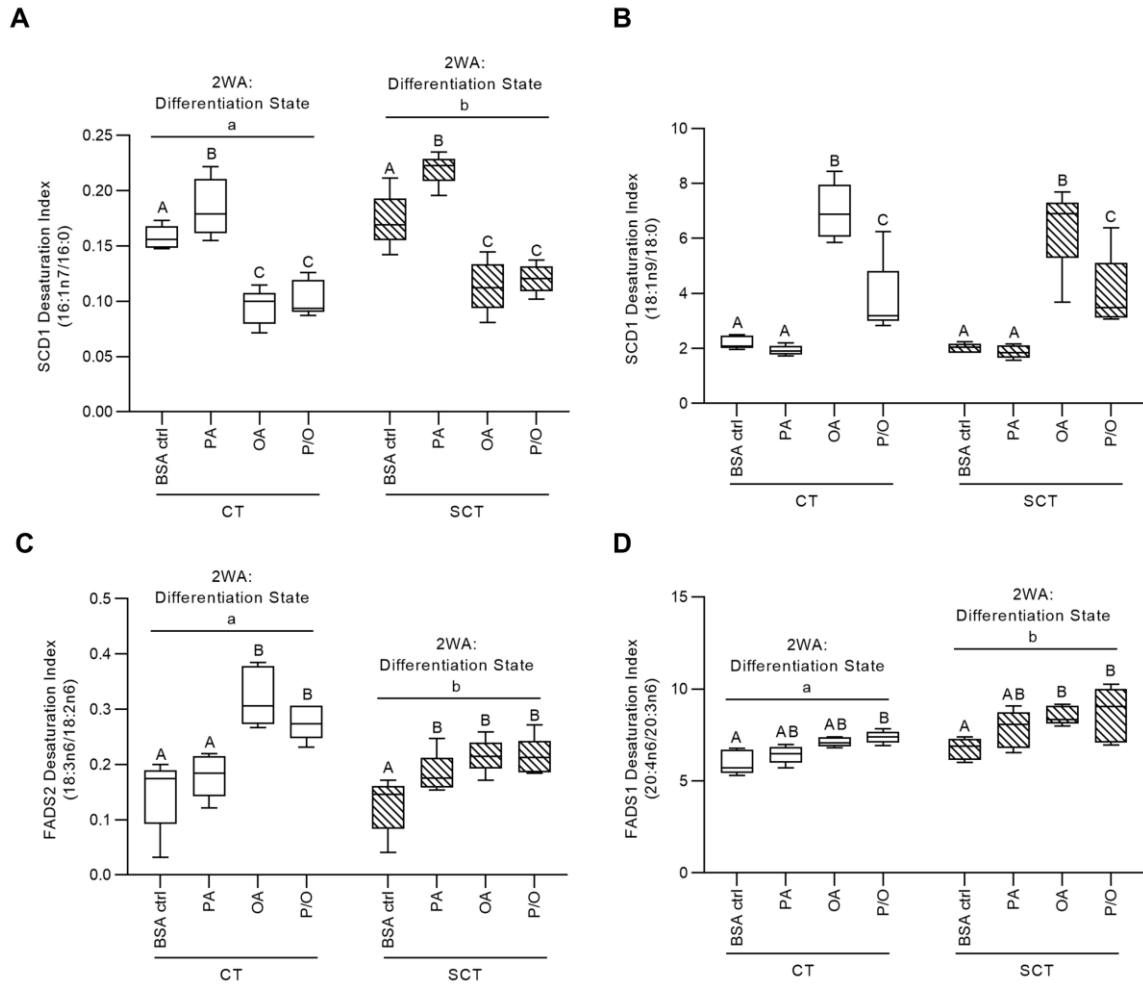 A
2WA:
Differentiation State
a
2WA:
Differentiation State
b
SCD1 Desaturation Index
(16:1n7/16:0)
0.25
0.20
0.15
0.10
0.05
0.00
A
B
C
C
A
B
C
C
BSA ctrl
PA
OA
P/O
BSA ctrl
PA
OA
P/O
CT
SCT
B
SCD1 Desaturation Index
(18:1n9/18:0)
10
8
6
4
2
0
A
A
B
C
A
A
B
C
BSA ctrl
PA
OA
P/O
BSA ctrl
PA
OA
P/O
CT
SCT
C
2WA:
Differentiation State
a
2WA:
Differentiation State
b
FADS2 Desaturation Index
(18:3n6/18:2n6)
0.5
0.4
0.3
0.2
0.1
0.0
A
A
B
B
A
B
B
B
BSA ctrl
PA
OA
P/O
BSA ctrl
PA
OA
P/O
CT
SCT
D
2WA:
Differentiation State
a
2WA:
Differentiation State
b
FADS1 Desaturation Index
(20:4n6/20:3n6)
15
10
5
0
A
AB
AB
B
A
AB
B
B
BSA ctrl
PA
OA
P/O
BSA ctrl
PA
OA
P/O
CT
SCT